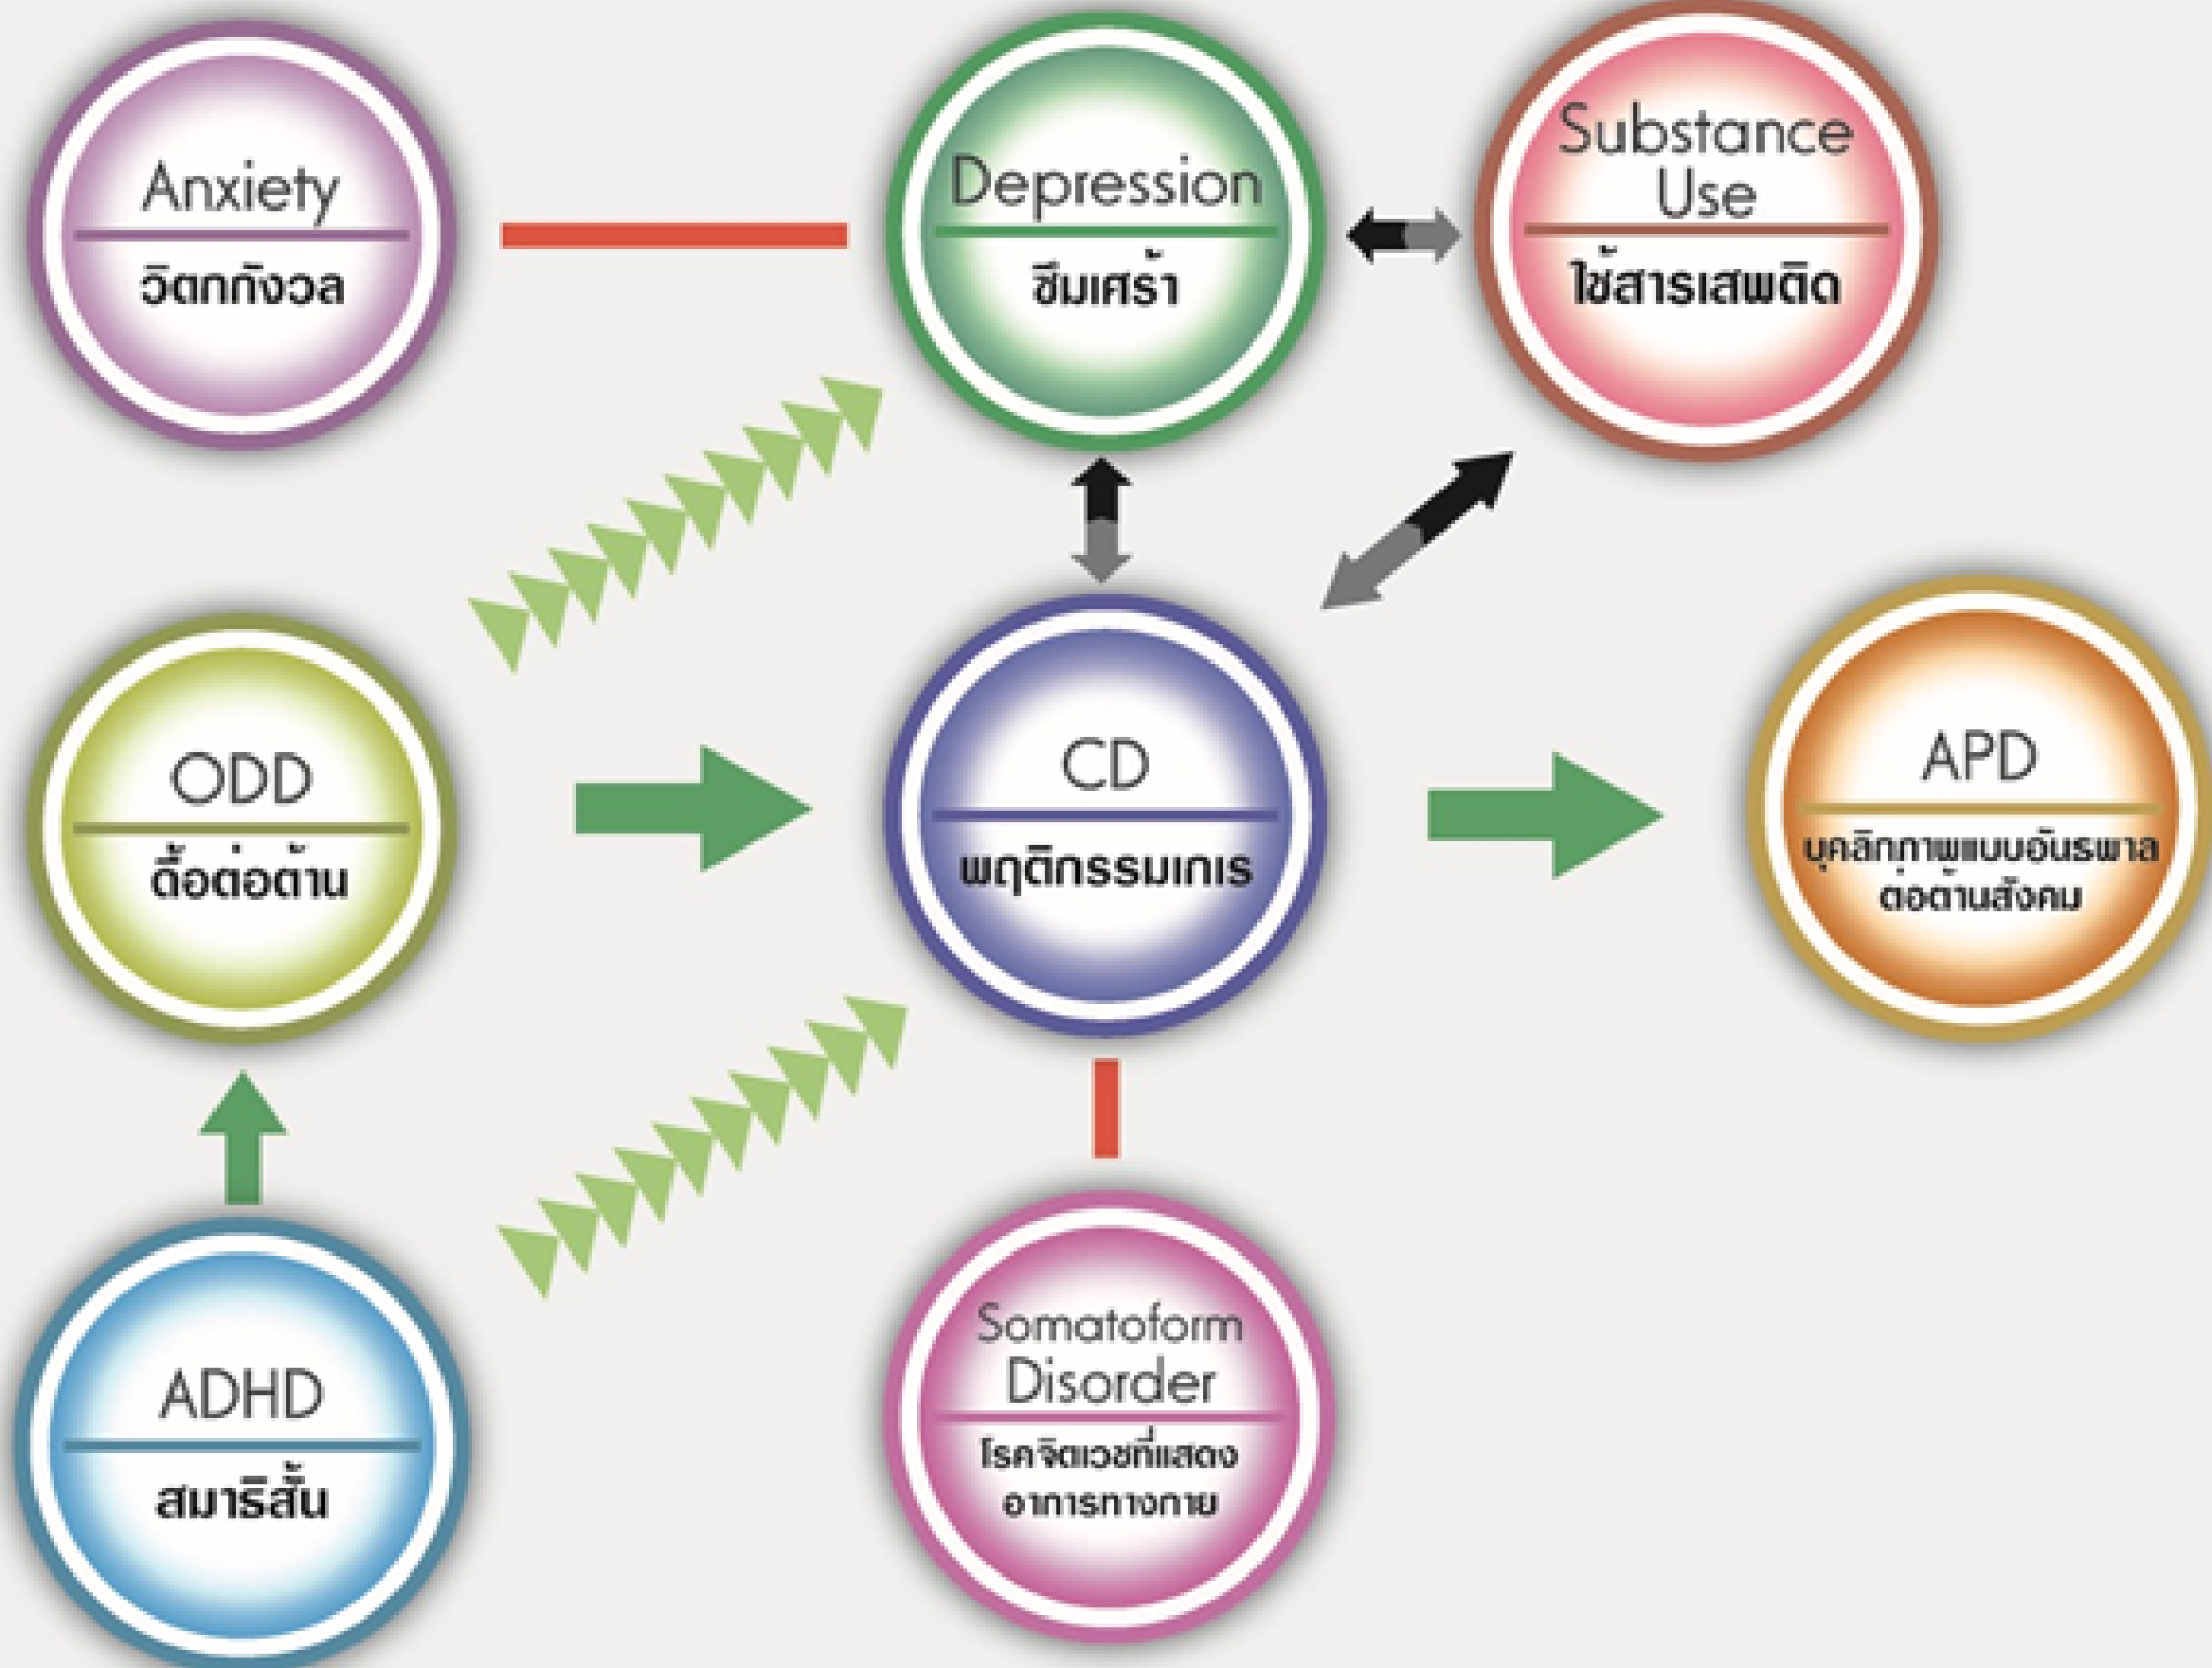 Anxiety
วิตกกังวล
Depression
ซึมเศร้า
Substance
Use
ใช้สารเสพติด
ODD
ดื้อต่อต้าน
CD
พฤติกรรมเกเร
APD
บุคลิกภาพแบบอันธพาล
ต่อต้านสังคม
ADHD
สมาธิสั้น
Somatoform
Disorder
โรคจิตเวชที่แสดง
อาการทางกาย